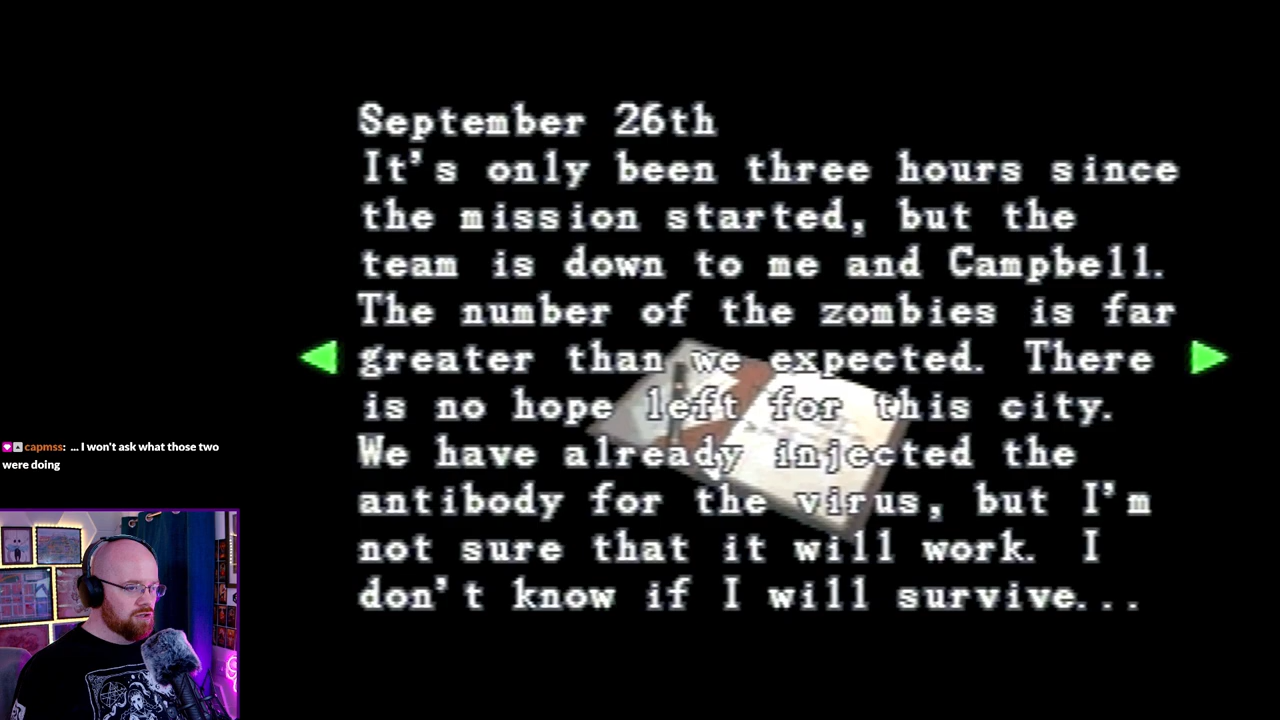 September 26th
It's only been three hours since
the mission started, but the
team is down to me and Campbell.
The number of the zombies is far
greater than we expected. There
is no hope left for this city.
We have already injected the
antibody for the virus, but I'm
not sure that it will work. I
don't know if I will survive...
capmss: ... I won't ask what those two
were doing